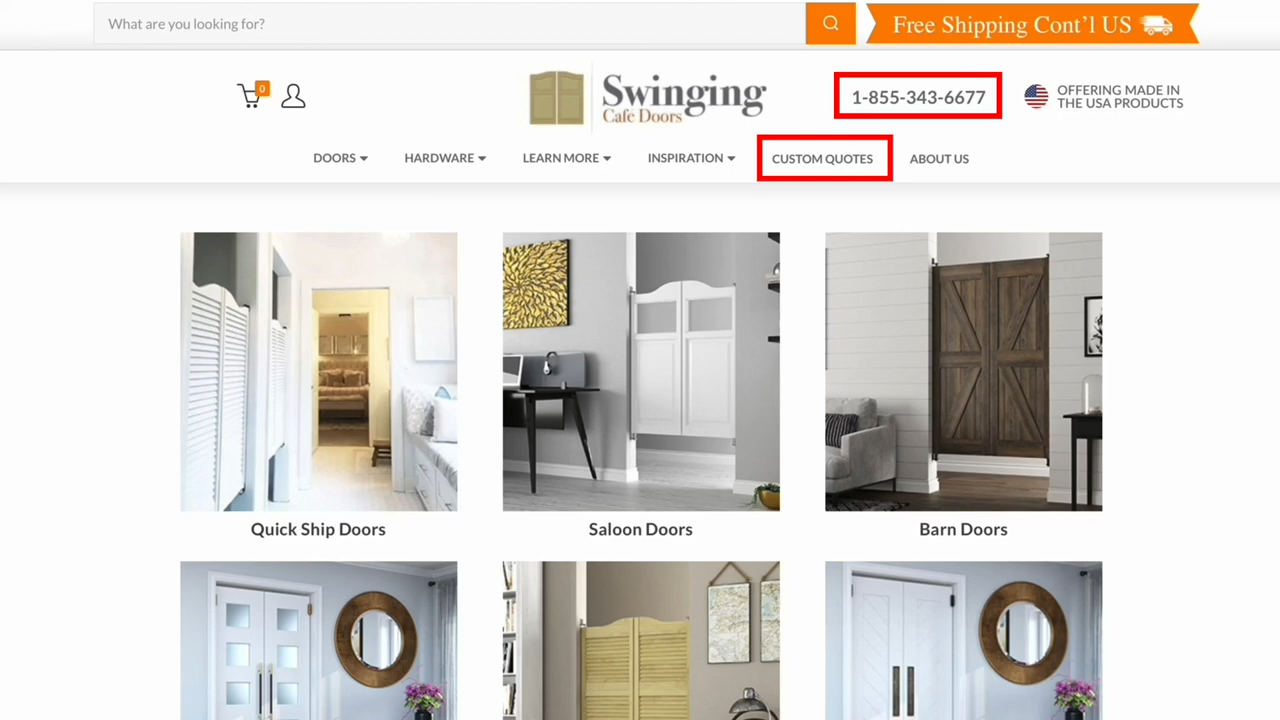 What are you looking for?
Free Shipping Cont'l US
0
Swinging
Cafe Doors
1-855-343-6677
OFFERING MADE IN
THE USA PRODUCTS
DOORS
HARDWARE
LEARN MORE
INSPIRATION
CUSTOM QUOTES
ABOUT US
Quick Ship Doors
Saloon Doors
Barn Doors